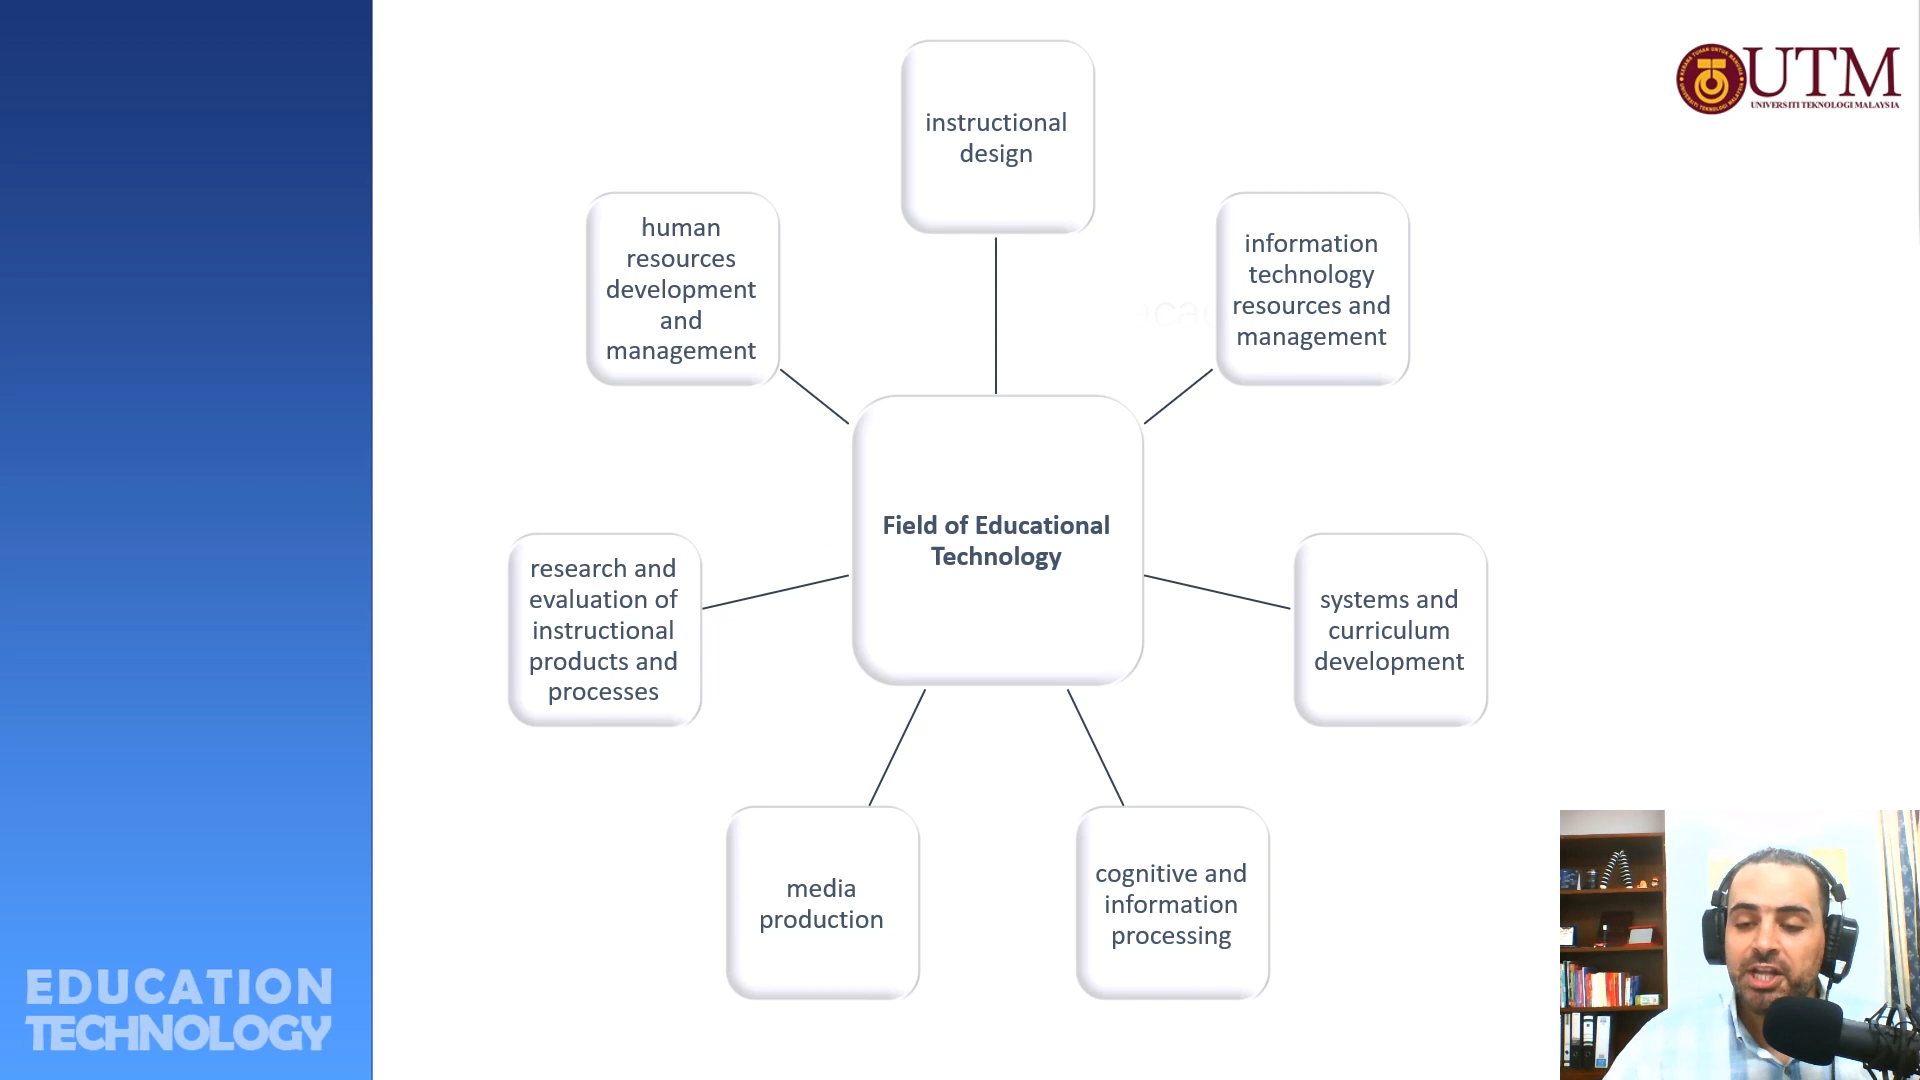 UTM
UNIVERSITI TEKNOLOGI MALAYSIA
instructional
design
human
resources
development
and
management
information
technology
resources and
management
Field of Educational
Technology
research and
evaluation of
instructional
products and
processes
systems and
curriculum
development
media
production
cognitive and
information
processing
EDUCATION
TECHNOLOGY